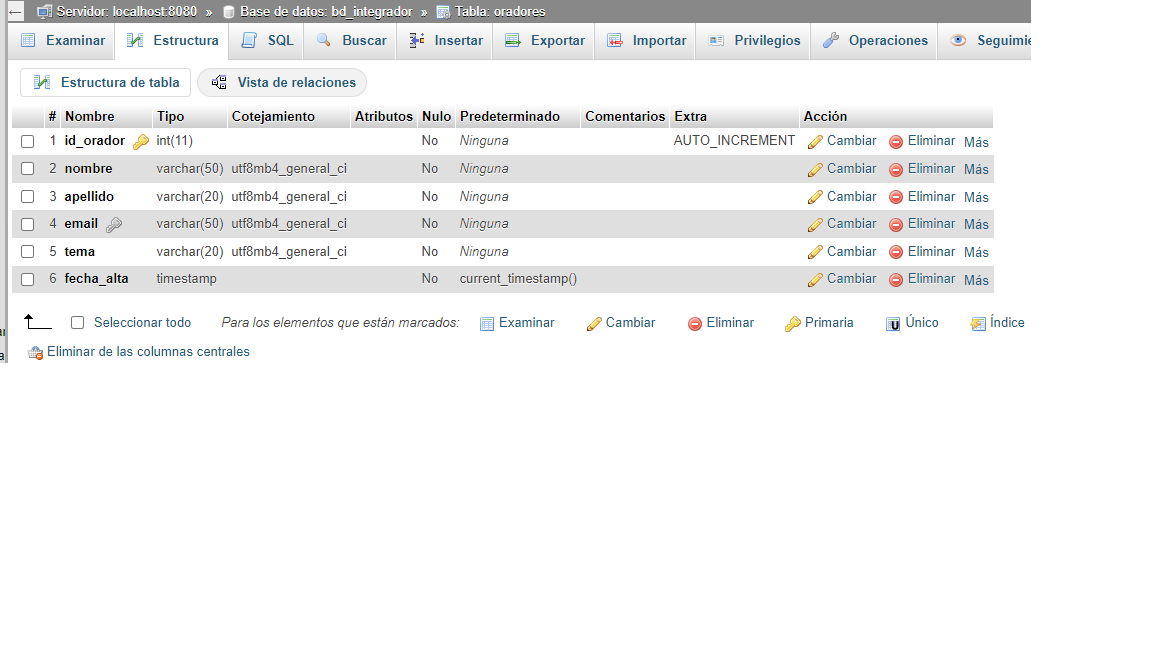 ← Servidor: localhost:8080 » Base de datos: bd_integrador » Tabla: oradores
Examinar Estructura SQL Buscar Insertar Exportar Importar Privilegios Operaciones Seguimie
Estructura de tabla Vista de relaciones
# Nombre Tipo Cotejamiento Atributos Nulo Predeterminado Comentarios Extra Acción
1 id_orador int(11) No Ninguna AUTO_INCREMENT Cambiar Eliminar Más
2 nombre varchar(50) utf8mb4_general_ci No Ninguna Cambiar Eliminar Más
3 apellido varchar(20) utf8mb4_general_ci No Ninguna Cambiar Eliminar Más
4 email varchar(50) utf8mb4_general_ci No Ninguna Cambiar Eliminar Más
5 tema varchar(20) utf8mb4_general_ci No Ninguna Cambiar Eliminar Más
6 fecha_alta timestamp No current_timestamp() Cambiar Eliminar Más
Seleccionar todo Para los elementos que están marcados: Examinar Cambiar Eliminar Primaria Único Índice
Eliminar de las columnas centrales